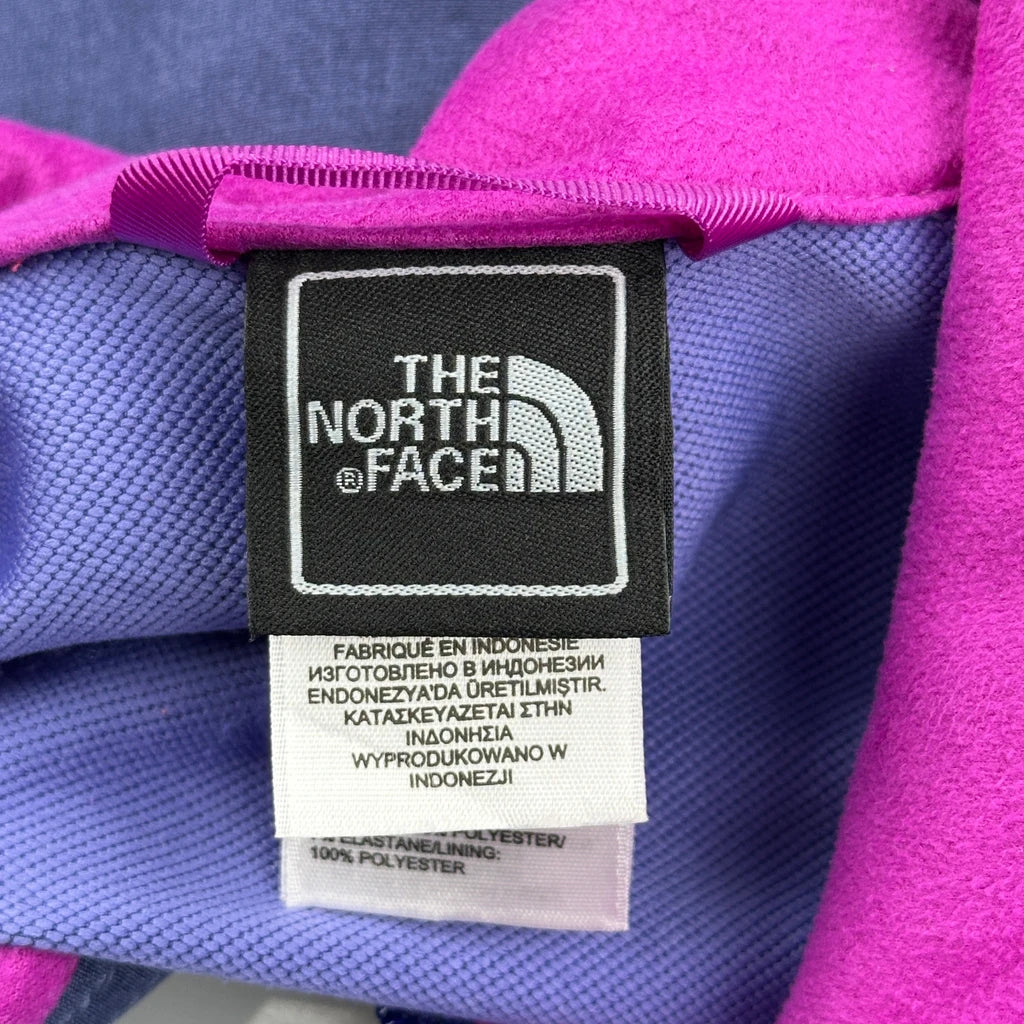 THE
NORTH
®FACE
FABRIQUÉ EN INDONESIE
ИЗГОТОВЛЕНО В ИНДОНЕЗИИ
ENDONEZYA'DA ÜRETILMIŞTIR.
ΚΑΤΑΣΚΕΥΑΖΕΤΑΙ ΣΤΗΝ
ΙΝΔΟΝΗΣΙΑ
WYPRODUKOWANO W
INDONEZJI
POLYESTER/
ELASTANE/LINING:
100% POLYESTER